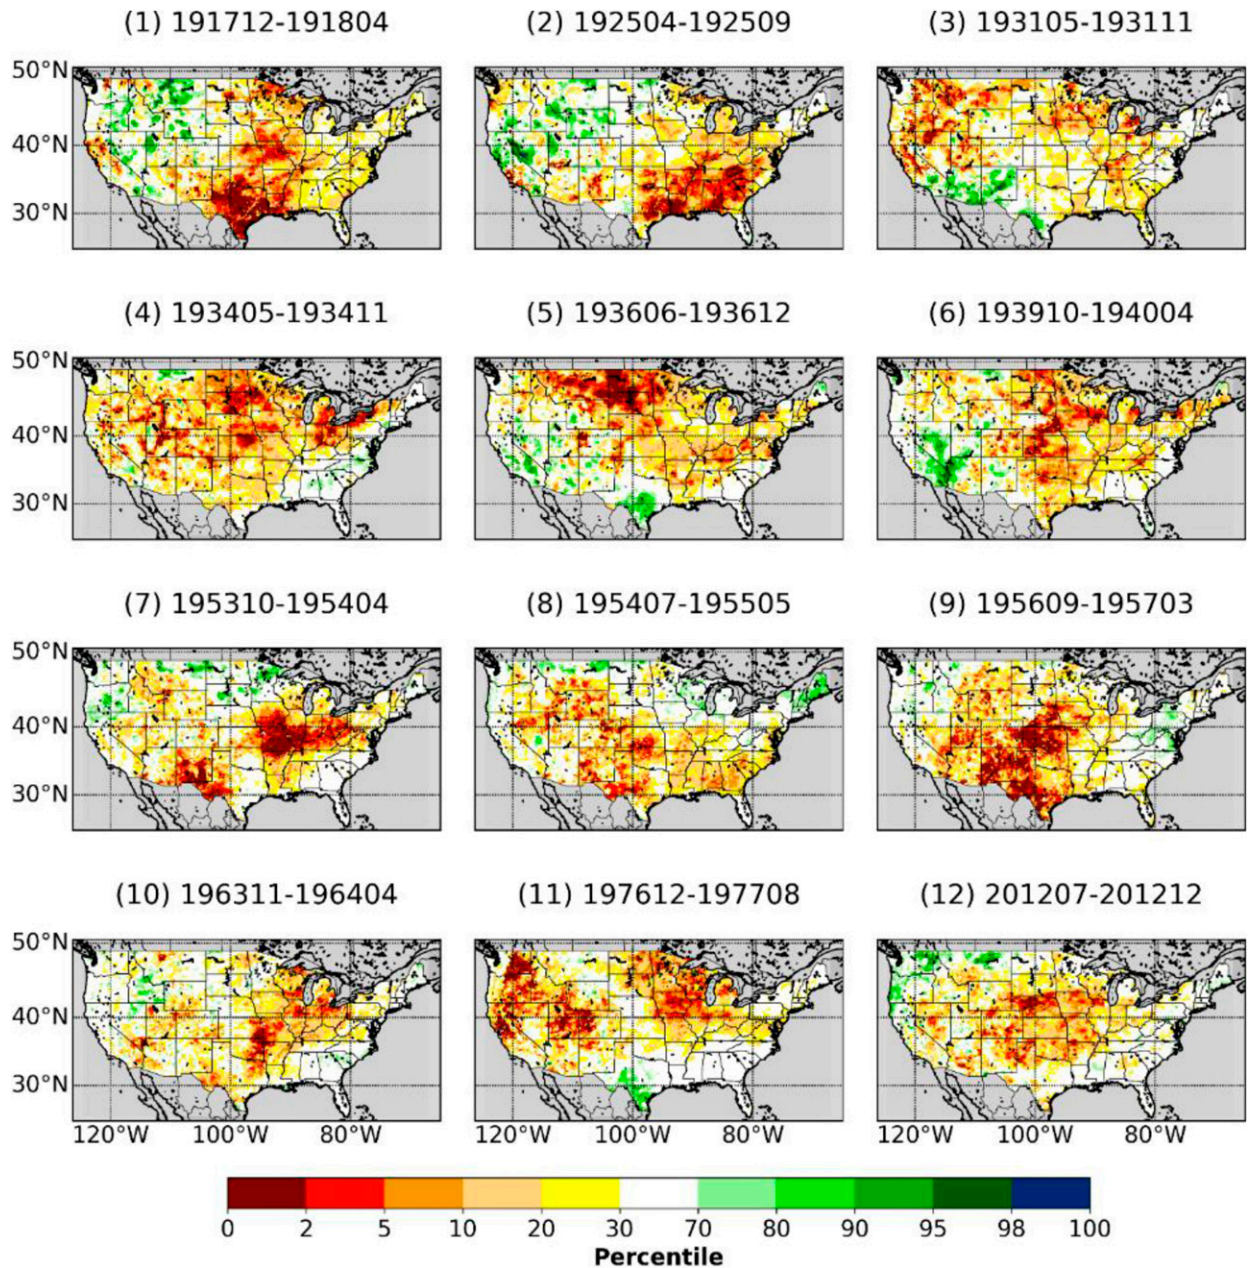 (1) 191712-191804 (2) 192504-192509 (3) 193105-193111
50°N
40°N
30°N
(4) 193405-193411 (5) 193606-193612 (6) 193910-194004
50°N
40°N
30°N
(7) 195310-195404 (8) 195407-195505 (9) 195609-195703
50°N
40°N
30°N
(10) 196311-196404 (11) 197612-197708 (12) 201207-201212
50°N
40°N
30°N
120°W 100°W 80°W 120°W 100°W 80°W 120°W 100°W 80°W
0 2 5 10 20 30 70 80 90 95 98 100
Percentile